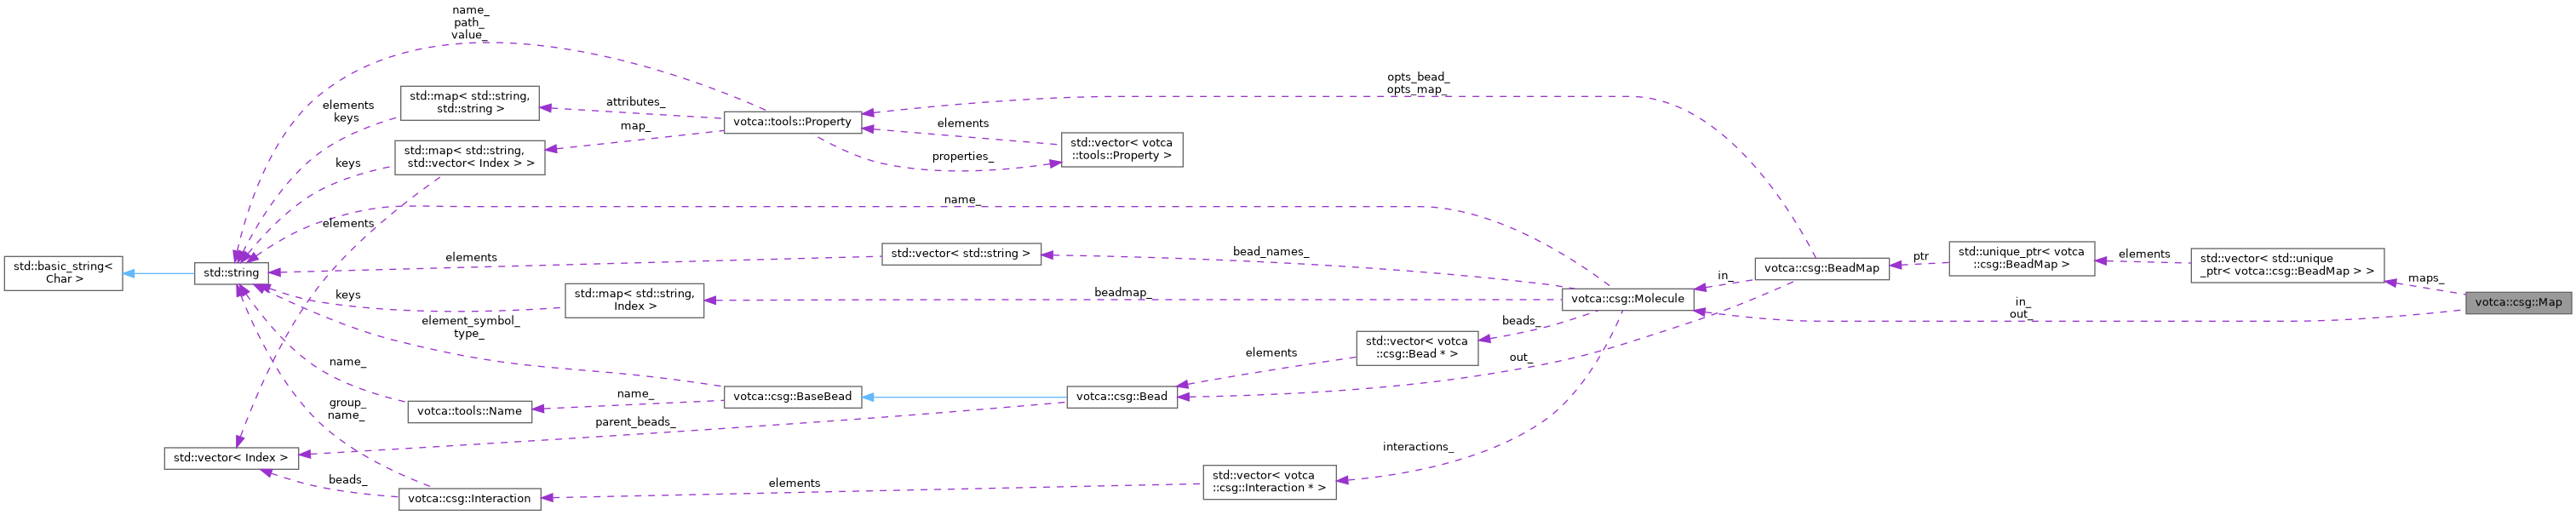 name_
path_
value_
opts_bead_
opts_map_
std::map< std::string,
std::string >
attributes_
elements
keys
votca::tools::Property
map_
elements
std::vector< votca
::tools::Property >
std::map< std::string,
std::vector< Index > >
keys
properties_
name_
elements
std::basic_string<
Char >
std::string
elements
std::vector< std::string >
bead_names_
votca::csg::BeadMap
ptr
std::unique_ptr< votca
::csg::BeadMap >
elements
std::vector< std::unique
_ptr< votca::csg::BeadMap > >
maps_
votca::csg::Map
in_
keys
std::map< std::string,
Index >
beadmap_
votca::csg::Molecule
in_
out_
element_symbol_
type_
beads_
std::vector< votca
::csg::Bead * >
elements
out_
name_
votca::csg::BaseBead
votca::csg::Bead
name_
votca::tools::Name
group_
name_
parent_beads_
interactions_
std::vector< Index >
beads_
votca::csg::Interaction
elements
std::vector< votca
::csg::Interaction * >